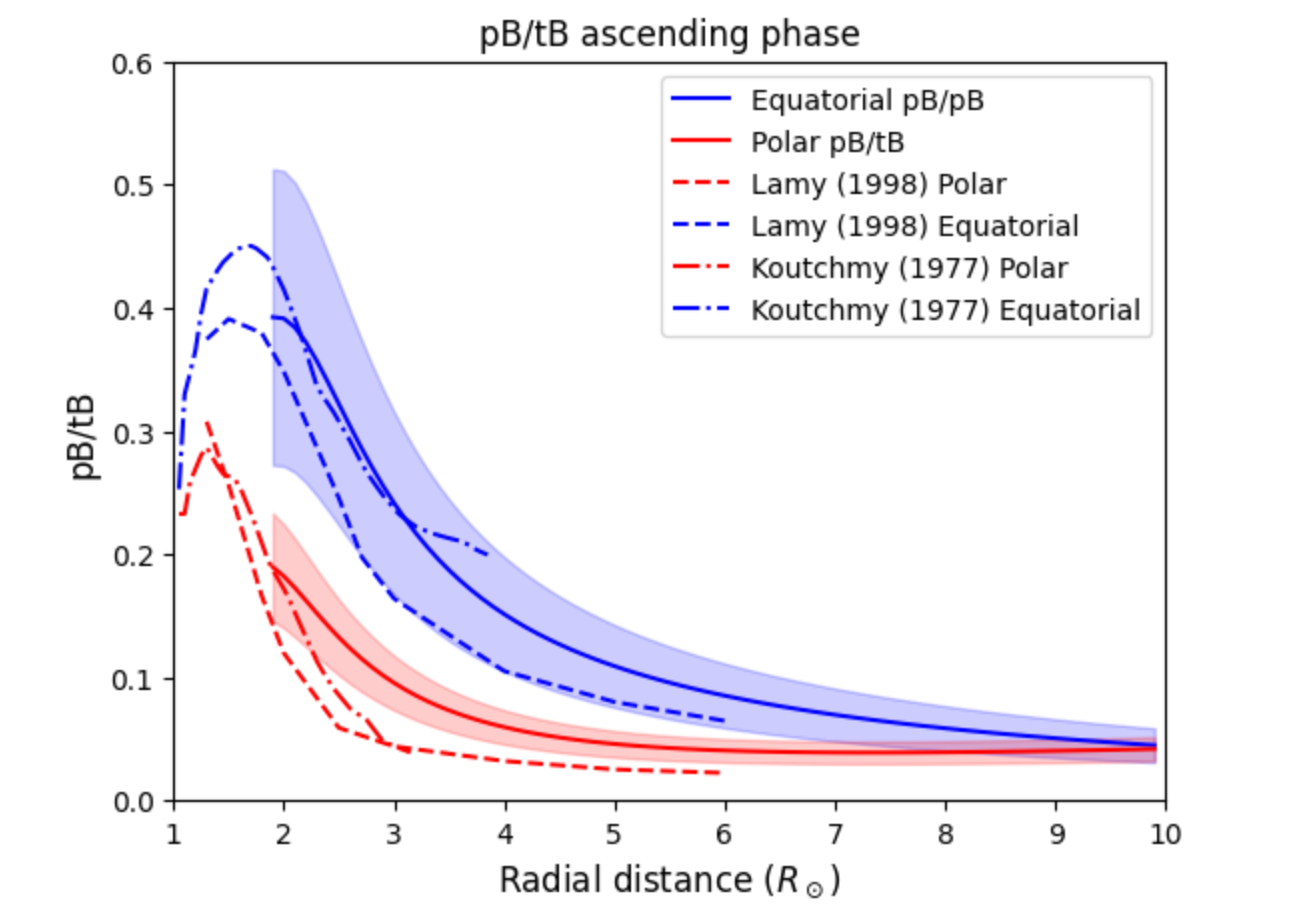 pB/tB ascending phase
0.6
0.5
0.4
0.3
0.2
0.1
0.0
pB/tB
Equatorial pB/pB
Polar pB/tB
Lamy (1998) Polar
Lamy (1998) Equatorial
Koutchmy (1977) Polar
Koutchmy (1977) Equatorial
1 2 3 4 5 6 7 8 9 10
Radial distance (R⊙)